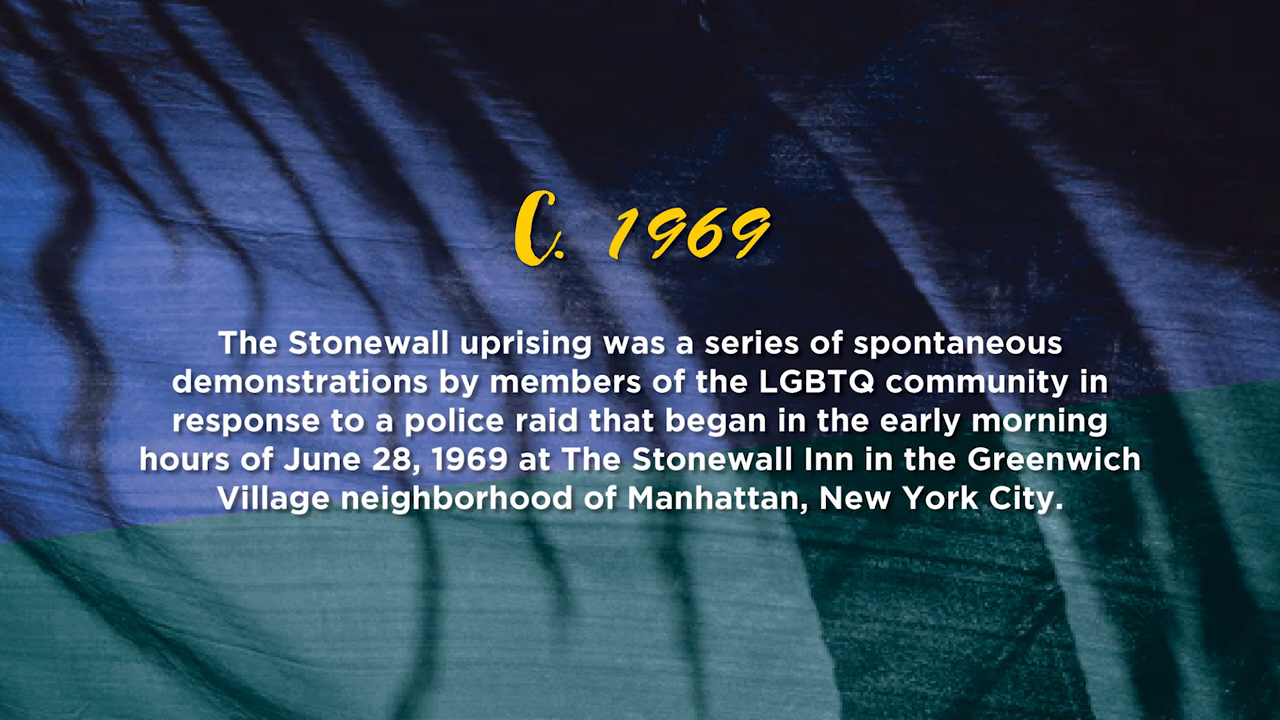 C. 1969
The Stonewall uprising was a series of spontaneous
demonstrations by members of the LGBTQ community in
response to a police raid that began in the early morning
hours of June 28, 1969 at The Stonewall Inn in the Greenwich
Village neighborhood of Manhattan, New York City.